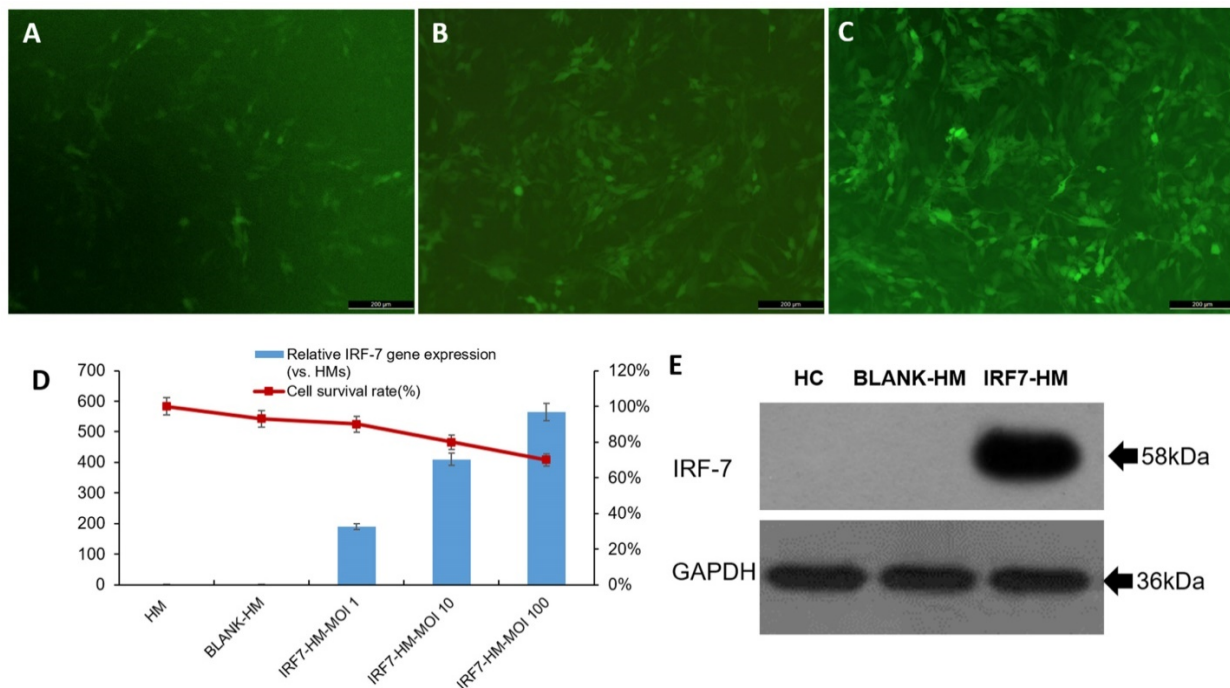 A
B
C
200 µm
200 µm
200 µm
D
Relative IRF-7 gene expression
(vs. HMs)
Cell survival rate(%)
700
600
500
400
300
200
100
0
120%
100%
80%
60%
40%
20%
0%
HM
BLANK-HM
IRF7-HM-MOI 1
IRF7-HM-MOI 10
IRF7-HM-MOI 100
E
HC BLANK-HM IRF7-HM
IRF-7
58kDa
GAPDH
36kDa